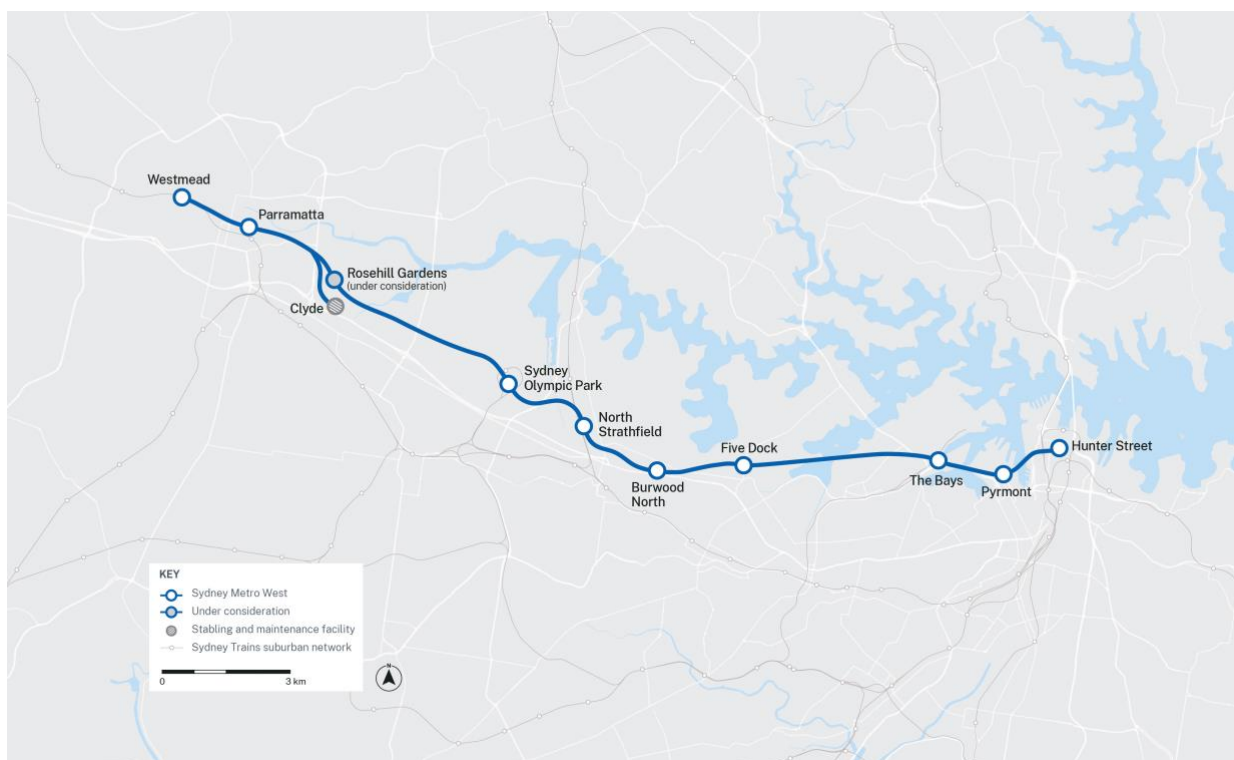 Westmead
Parramatta
Rosehill Gardens
(under consideration)
Clyde
Sydney
Olympic Park
North
Strathfield
Burwood
North
Five Dock
The Bays
Pyrmont
Hunter Street
KEY
Sydney Metro West
Under consideration
Stabling and maintenance facility
Sydney Trains suburban network
0 3 km
N